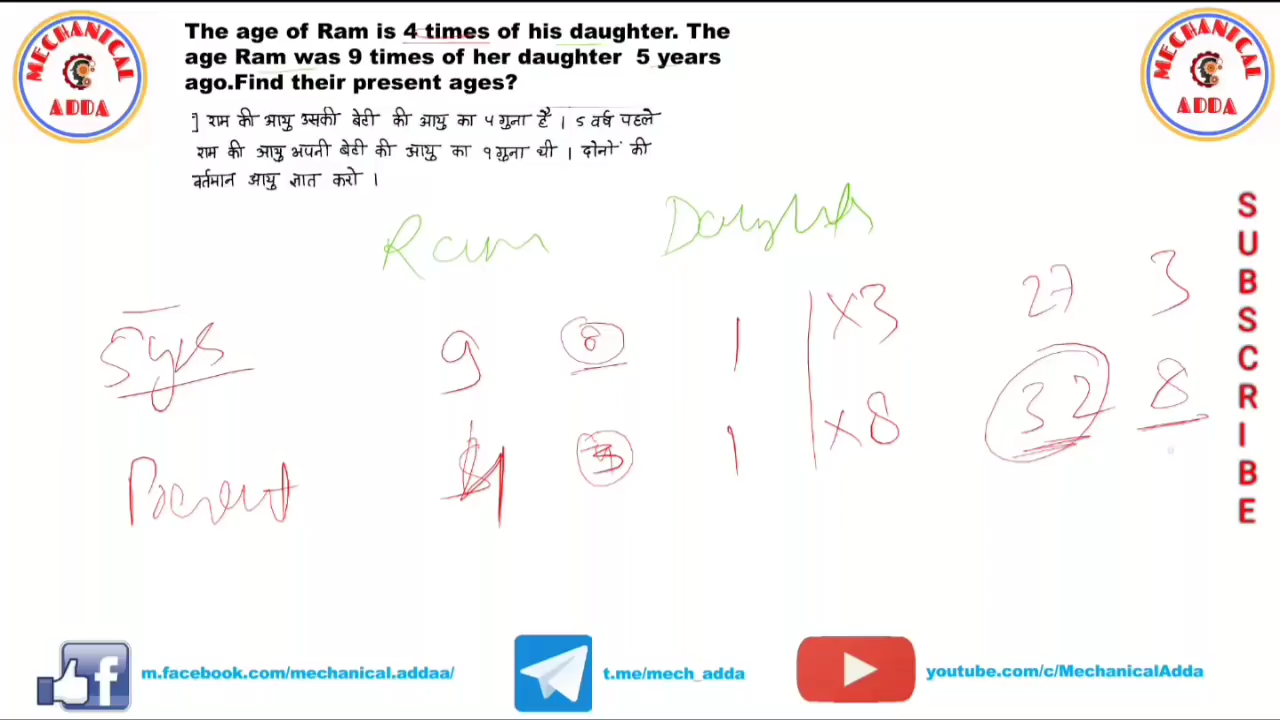 MECHANICAL ADDA
The age of Ram is 4 times of his daughter. The
age Ram was 9 times of her daughter 5 years
ago.Find their present ages?
MECHANICAL ADDA
] राम की आयु उसकी बेटी की आयु का 4 गुना है । 5 वर्ष पहले
राम की आयु अपनी बेटी की आयु का 9 गुना थी । दोनों की
वर्तमान आयु ज्ञात करो ।
Ram Daughter
5 yrs 9 8 1 ×3 27 3
Present 4 3 1 ×8 32 8
SUBSCRIBE
m.facebook.com/mechanical.addaa/
t.me/mech_adda
youtube.com/c/MechanicalAdda